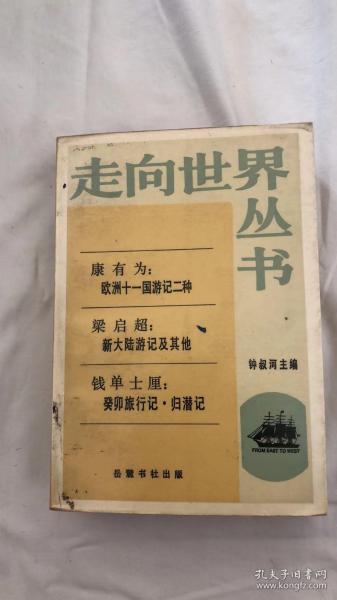 走向世界丛书
康有为：
欧洲十一国游记二种
梁启超：
新大陆游记及其他
钱单士厘：
癸卯旅行记·归潜记
钟叔河主编
FROM EAST TO WEST
岳麓书社出版
孔夫子旧书网